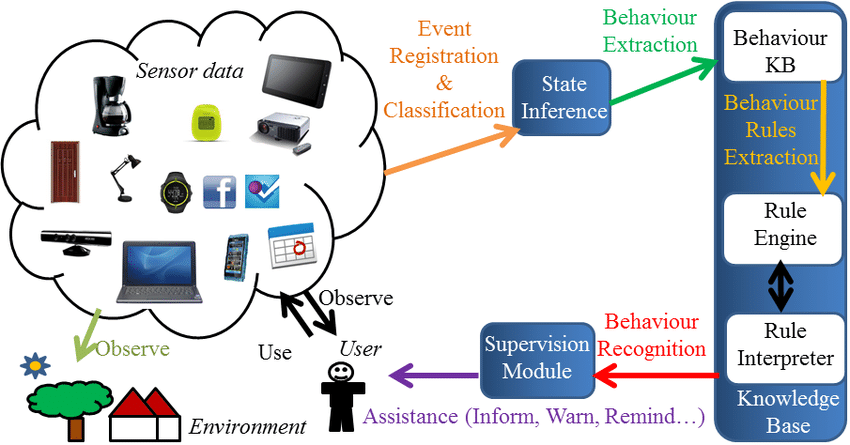 Sensor data
Event
Registration
&
Classification
State
Inference
Behaviour
Extraction
Behaviour
KB
Behaviour
Rules
Extraction
Rule
Engine
Rule
Interpreter
Knowledge
Base
Behaviour
Recognition
Supervision
Module
Assistance (Inform, Warn, Remind…)
Observe
Use
User
Observe
Environment
f